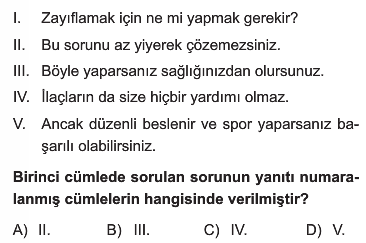 I. Zayıflamak için ne mi yapmak gerekir?
II. Bu sorunu az yiyerek çözemezsiniz.
III. Böyle yaparsanız sağlığınızdan olursunuz.
IV. İlaçların da size hiçbir yardımı olmaz.
V. Ancak düzenli beslenir ve spor yaparsanız ba-
şarılı olabilirsiniz.
Birinci cümlede sorulan sorunun yanıtı numara-
lanmış cümlelerin hangisinde verilmiştir?
A) II. B) III. C) IV. D) V.